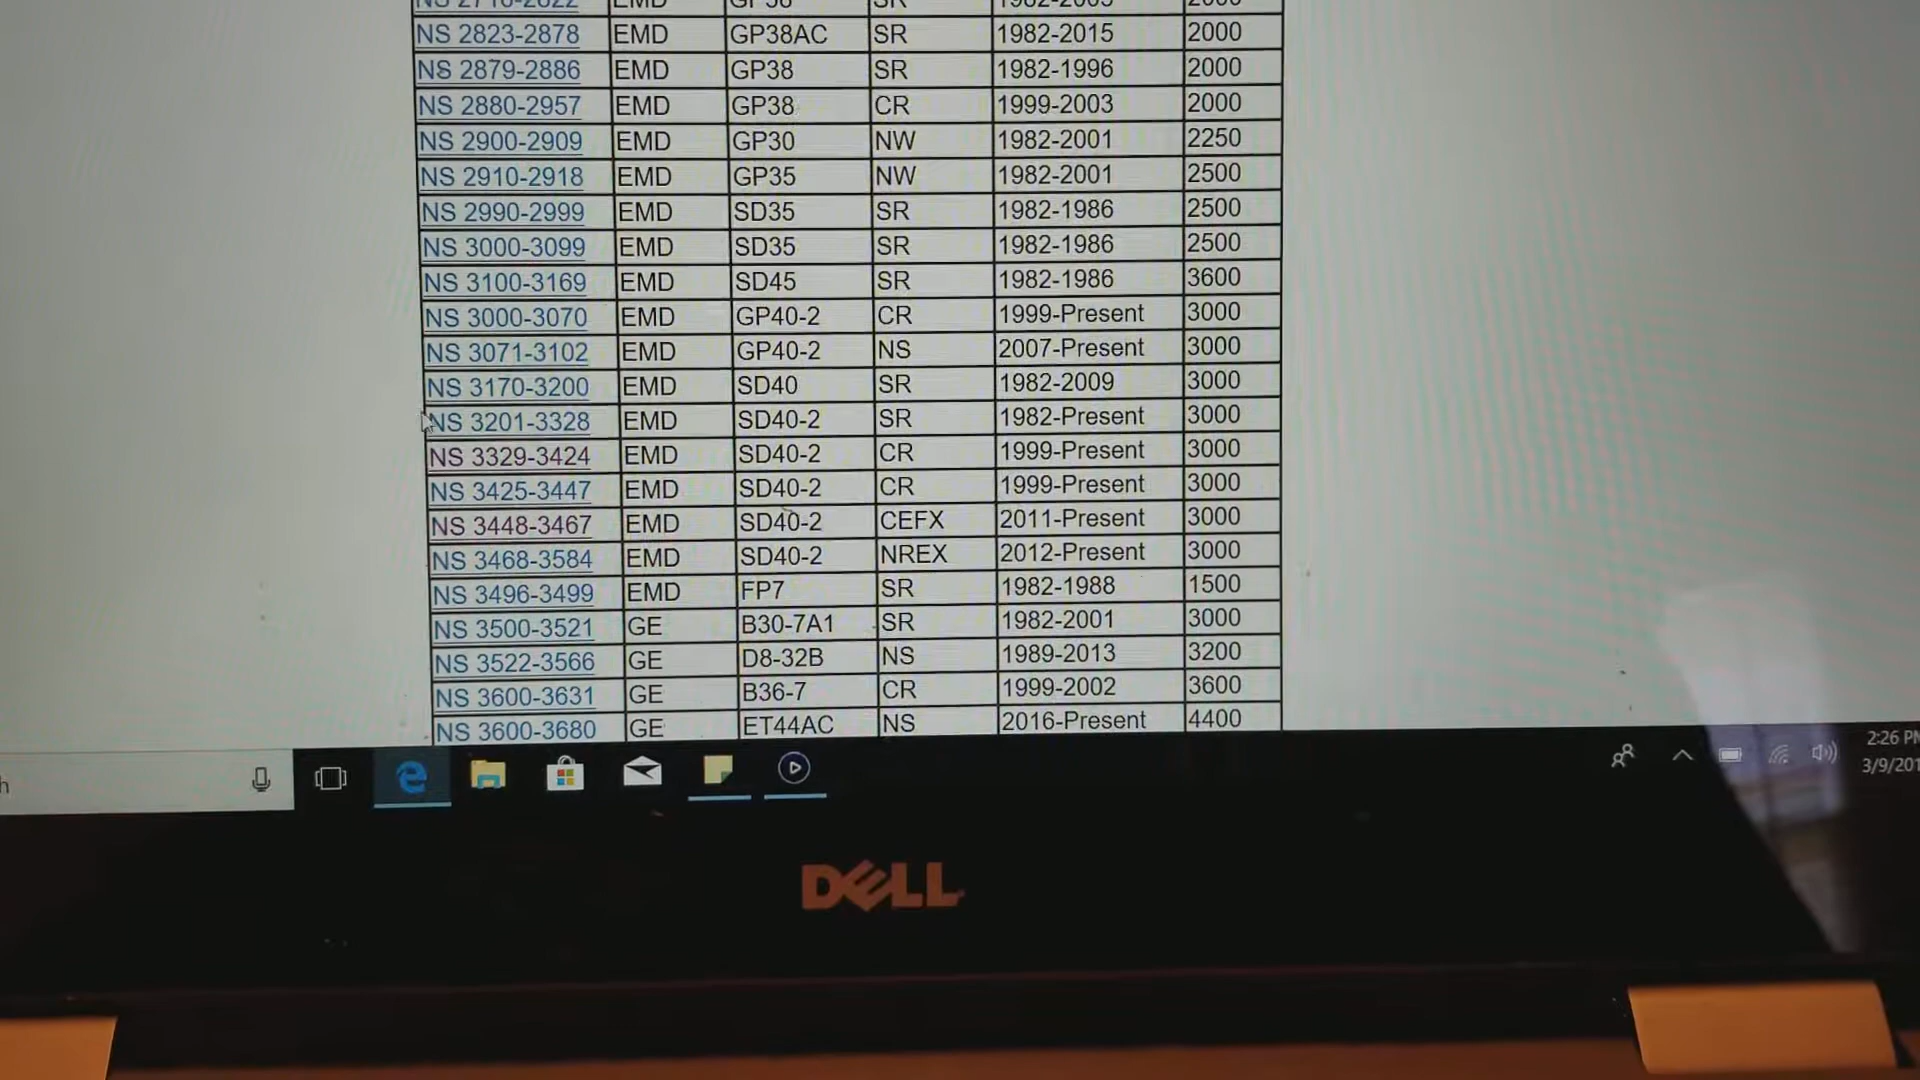 NS 2823-2878 EMD GP38AC SR 1982-2015 2000
NS 2879-2886 EMD GP38 SR 1982-1996 2000
NS 2880-2957 EMD GP38 CR 1999-2003 2000
NS 2900-2909 EMD GP30 NW 1982-2001 2250
NS 2910-2918 EMD GP35 NW 1982-2001 2500
NS 2990-2999 EMD SD35 SR 1982-1986 2500
NS 3000-3099 EMD SD35 SR 1982-1986 2500
NS 3100-3169 EMD SD45 SR 1982-1986 3600
NS 3000-3070 EMD GP40-2 CR 1999-Present 3000
NS 3071-3102 EMD GP40-2 NS 2007-Present 3000
NS 3170-3200 EMD SD40 SR 1982-2009 3000
NS 3201-3328 EMD SD40-2 SR 1982-Present 3000
NS 3329-3424 EMD SD40-2 CR 1999-Present 3000
NS 3425-3447 EMD SD40-2 CR 1999-Present 3000
NS 3448-3467 EMD SD40-2 CEFX 2011-Present 3000
NS 3468-3584 EMD SD40-2 NREX 2012-Present 3000
NS 3496-3499 EMD FP7 SR 1982-1988 1500
NS 3500-3521 GE B30-7A1 SR 1982-2001 3000
NS 3522-3566 GE D8-32B NS 1989-2013 3200
NS 3600-3631 GE B36-7 CR 1999-2002 3600
NS 3600-3680 GE ET44AC NS 2016-Present 4400
h
2:26 PM
3/9/201
DELL